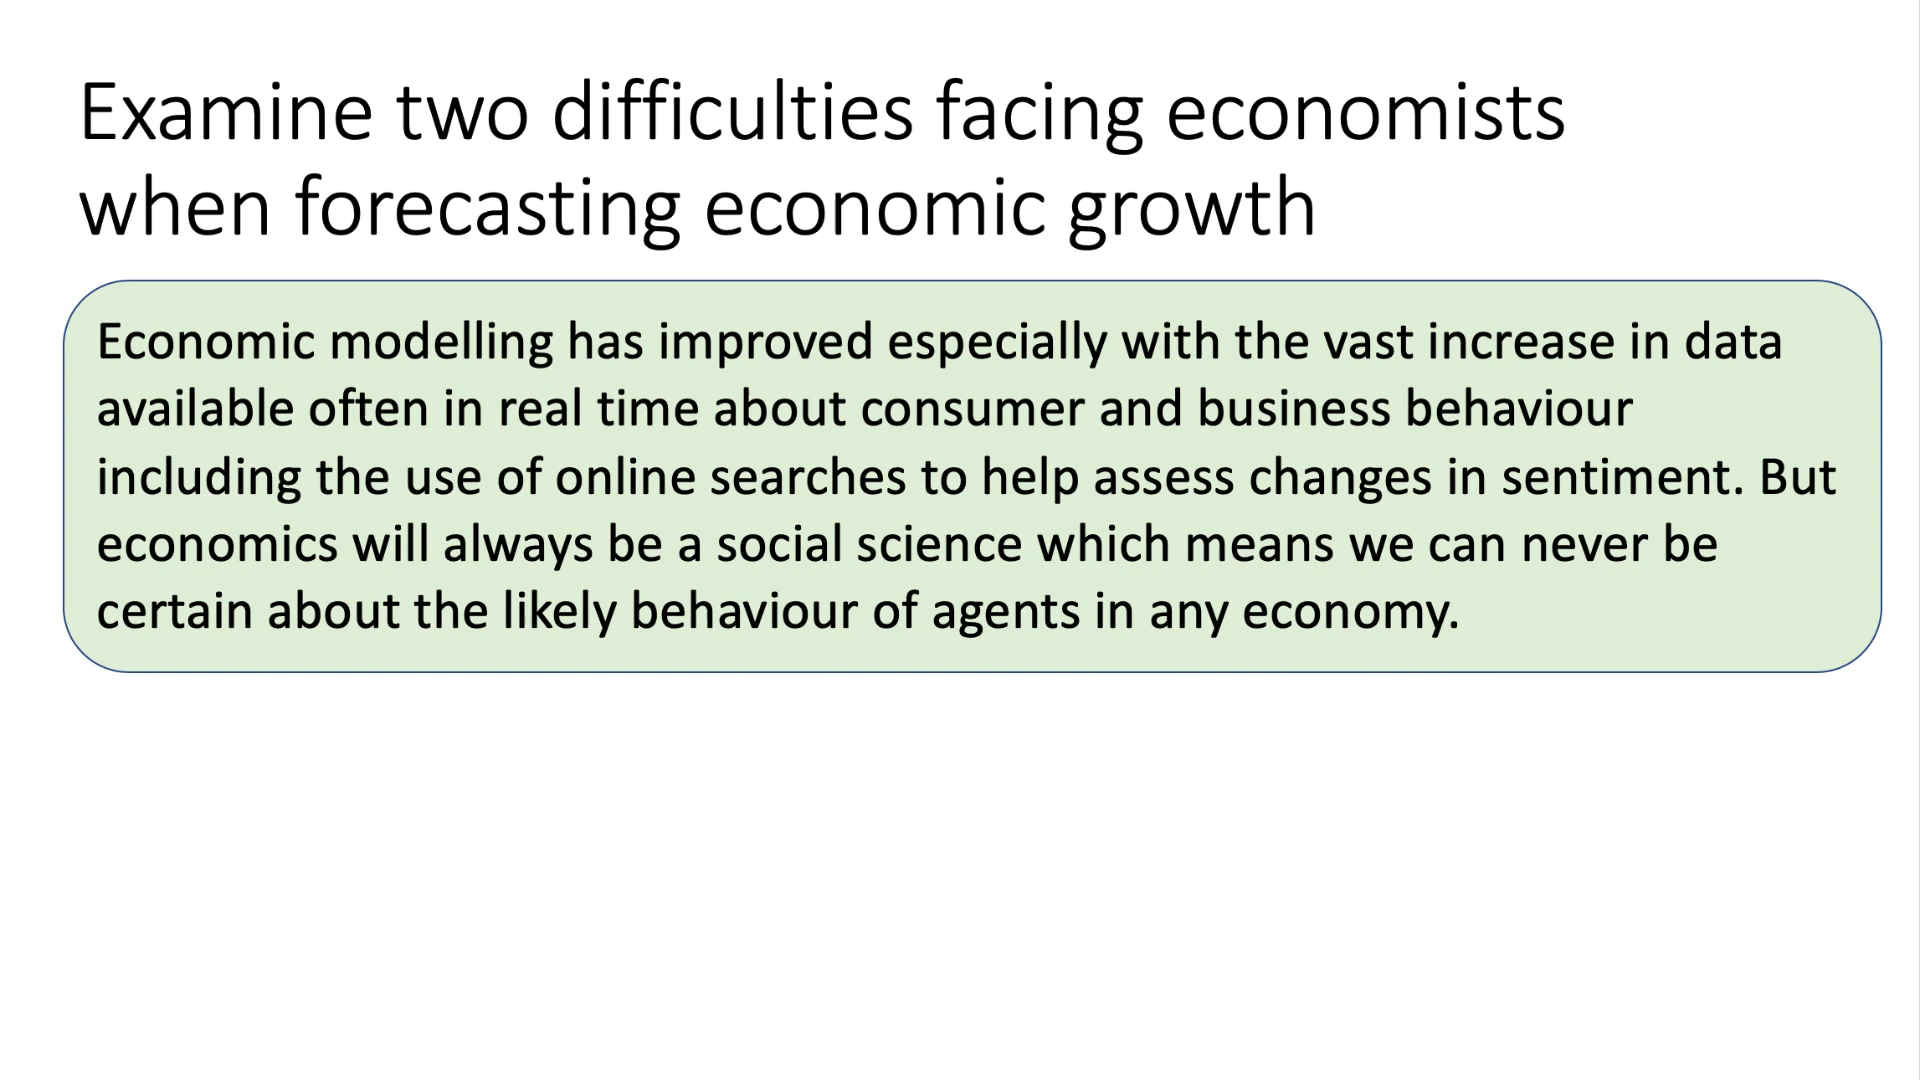 Examine two difficulties facing economists
when forecasting economic growth
Economic modelling has improved especially with the vast increase in data
available often in real time about consumer and business behaviour
including the use of online searches to help assess changes in sentiment. But
economics will always be a social science which means we can never be
certain about the likely behaviour of agents in any economy.